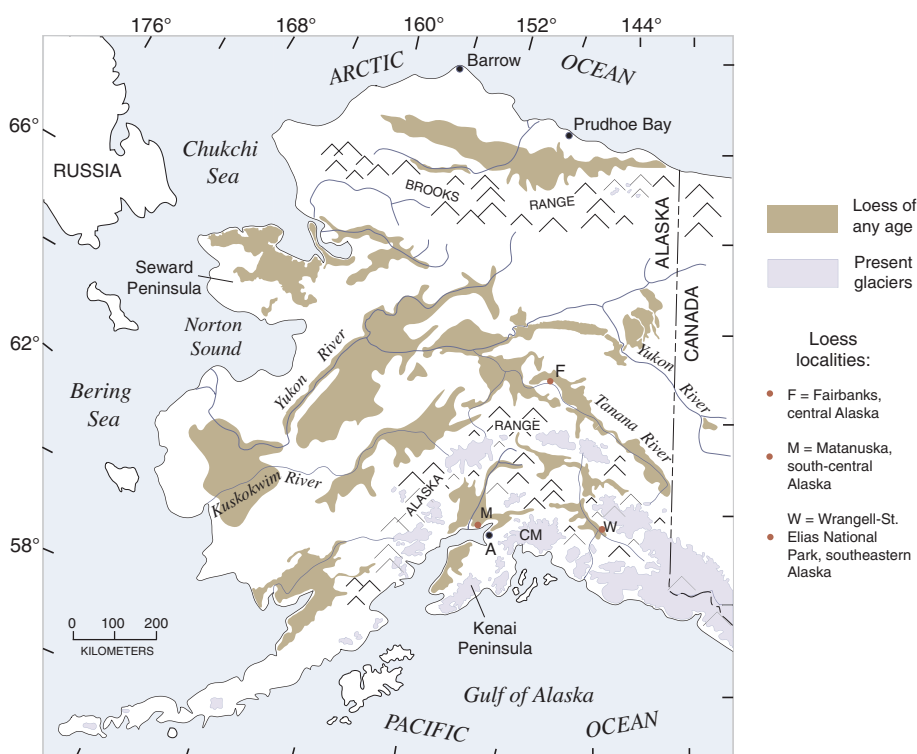 176°
168°
160°
152°
144°
ARCTIC
OCEAN
Barrow
66°
Prudhoe Bay
Chukchi
Sea
RUSSIA
BROOKS
RANGE
ALASKA
CANADA
Seward
Peninsula
Norton
Sound
62°
Yukon River
Yukon River
Bering
Sea
F
Tanana River
RANGE
Kuskokwim River
ALASKA
M
A
CM
W
58°
0 100 200
KILOMETERS
Kenai
Peninsula
Gulf of Alaska
PACIFIC
OCEAN
Loess of
any age
Present
glaciers
Loess
localities:
F = Fairbanks,
central Alaska
M = Matanuska,
south-central
Alaska
W = Wrangell-St.
Elias National
Park, southeastern
Alaska